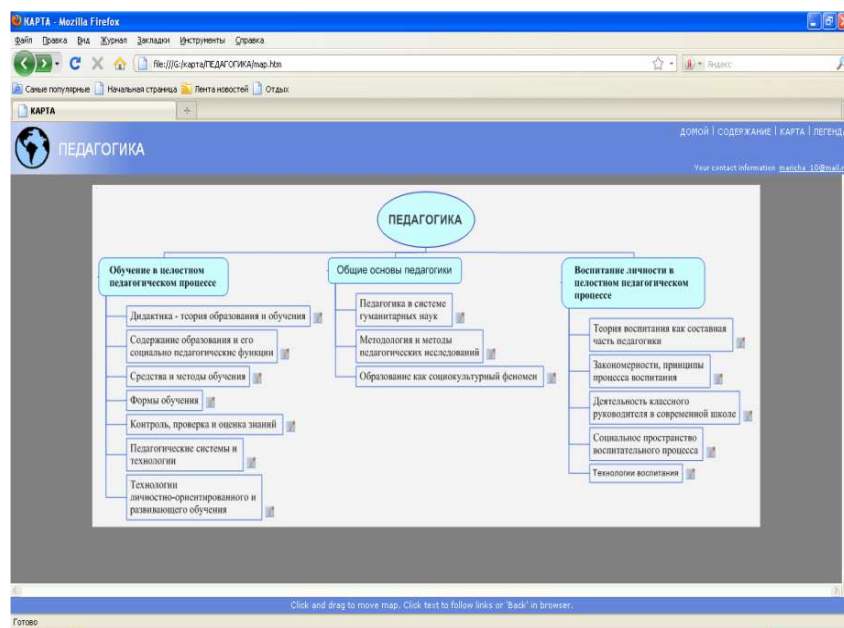 КАРТА - Mozilla Firefox
Файл Правка Вид Журнал Закладки Инструменты Справка
file:///G:/карта/ПЕДАГОГИКА/map.htm
Яндекс
Самые популярные Начальная страница Лента новостей Отдых
КАРТА
ПЕДАГОГИКА
ДОМОЙ | СОДЕРЖАНИЕ | КАРТА | ЛЕГЕНДА
Your contact information maricha_10@mail.r
ПЕДАГОГИКА
Обучение в целостном
педагогическом процессе
Дидактика - теория образования и обучения
Содержание образования и его
социально педагогические функции
Средства и методы обучения
Формы обучения
Контроль, проверка и оценка знаний
Педагогические системы и
технологии
Технологии
личностно-ориентированного и
развивающего обучения
Общие основы педагогики
Педагогика в системе
гуманитарных наук
Методология и методы
педагогических исследований
Образование как социокультурный феномен
Воспитание личности в
целостном педагогическом
процессе
Теория воспитания как составная
часть педагогики
Закономерности, принципы
процесса воспитания
Деятельность классного
руководителя в современной школе
Социальное пространство
воспитательного процесса
Технологии воспитания
Click and drag to move map. Click text to follow links or 'Back' in browser.
Готово